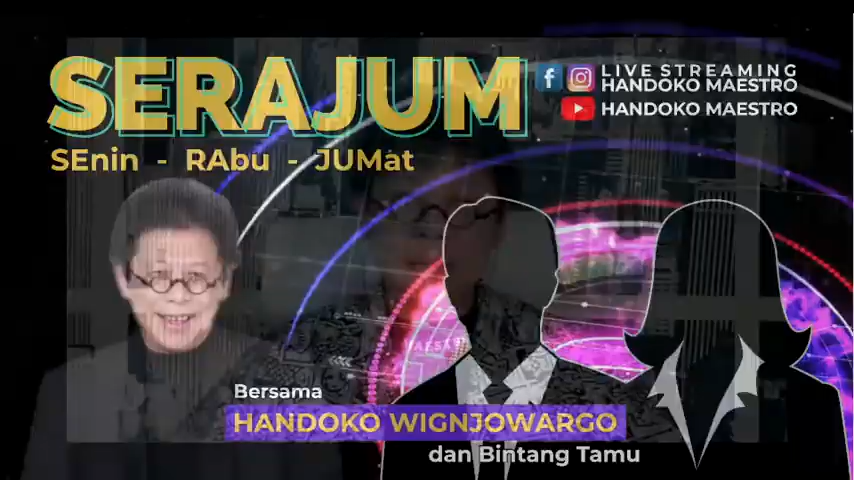 SERAJUM
SEnin - RAbu - JUMat
LIVE STREAMING
HANDOKO MAESTRO
HANDOKO MAESTRO
Bersama
HANDOKO WIGNJOWARGO
dan Bintang Tamu